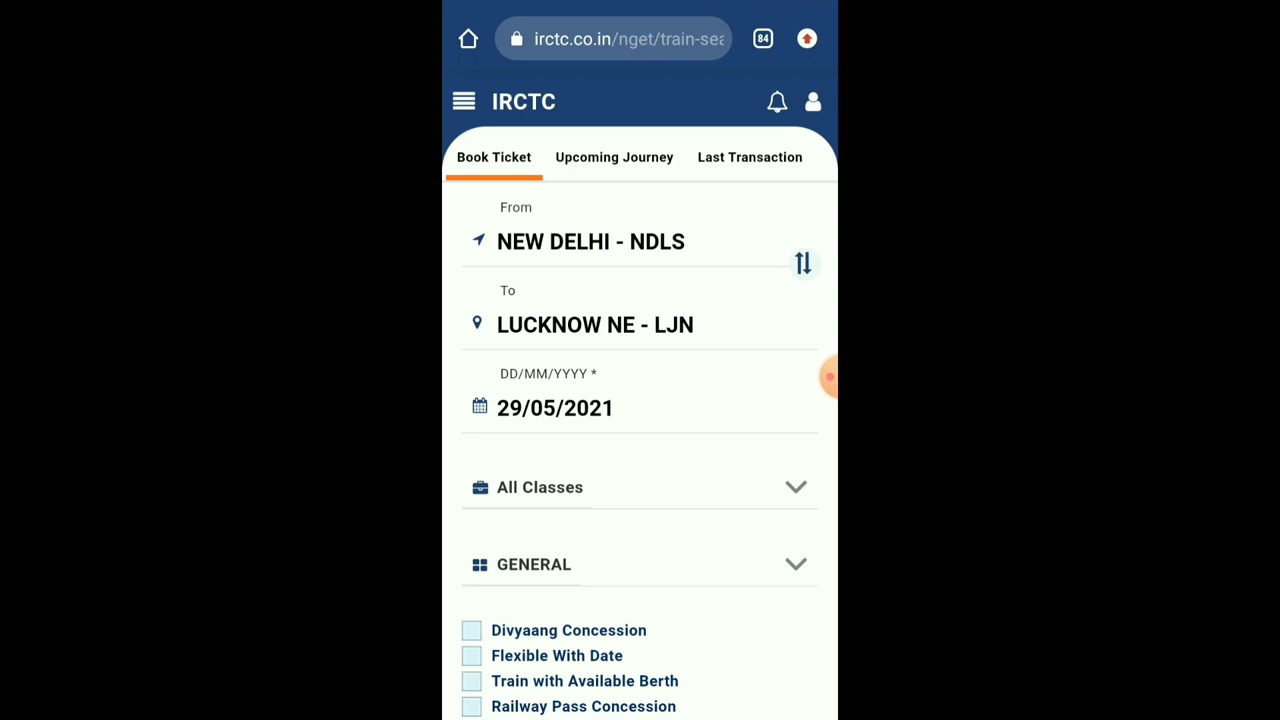 irctc.co.in/nget/train-sea
84
IRCTC
Book Ticket Upcoming Journey Last Transaction
From
NEW DELHI - NDLS
To
LUCKNOW NE - LJN
DD/MM/YYYY *
29/05/2021
All Classes
GENERAL
Divyaang Concession
Flexible With Date
Train with Available Berth
Railway Pass Concession